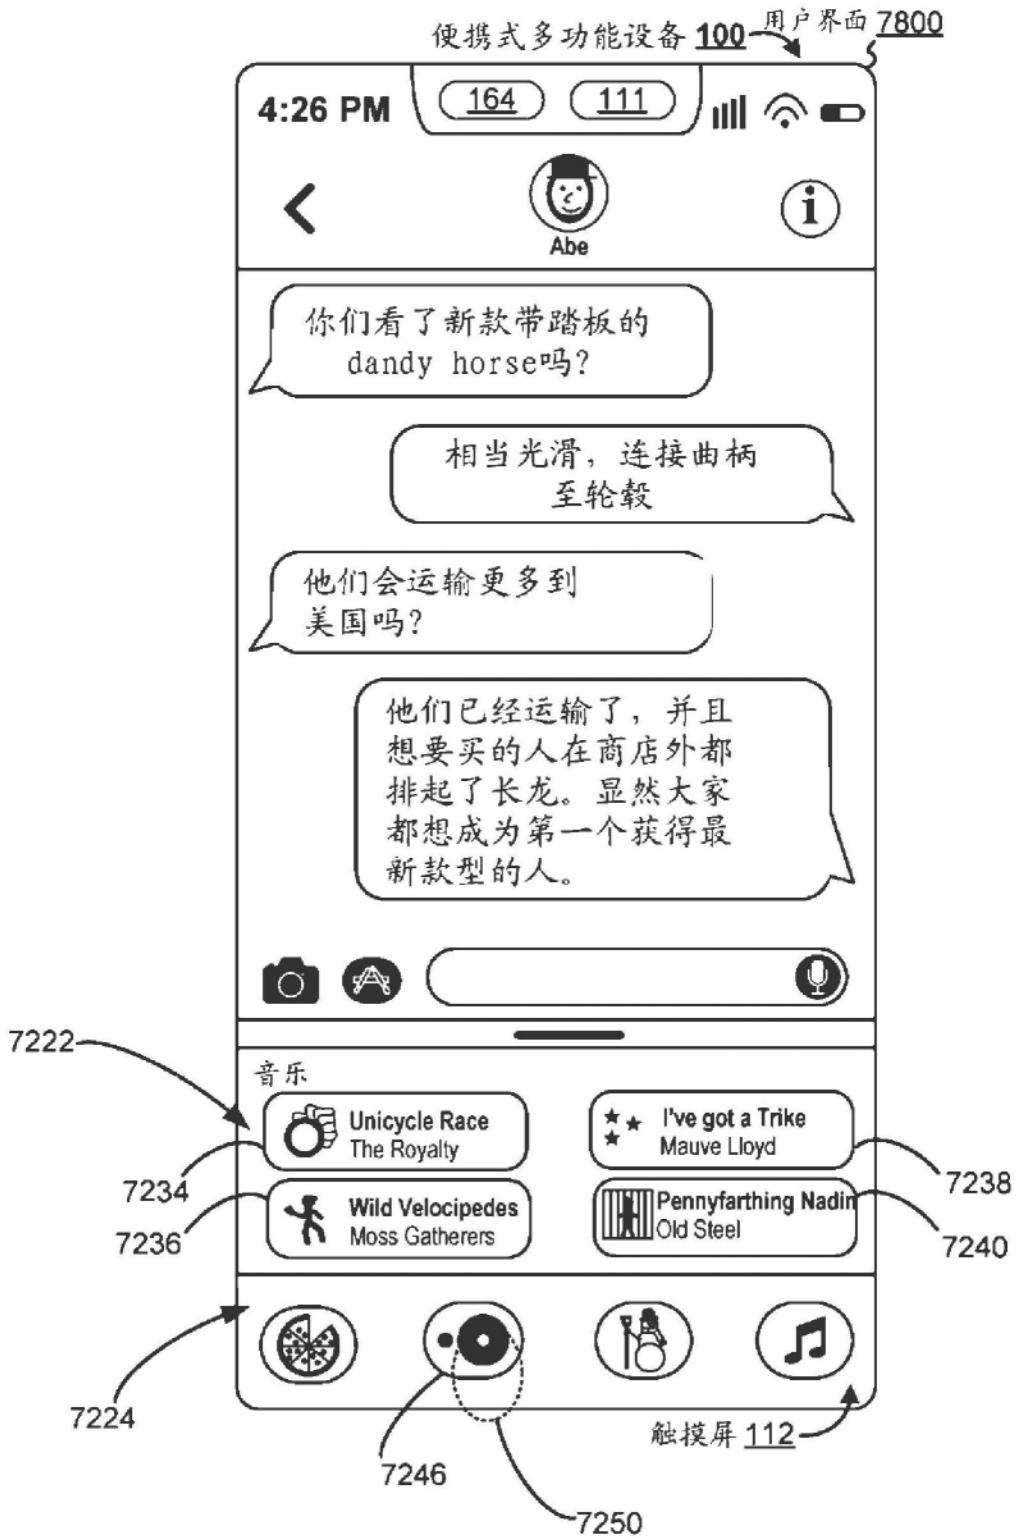 便携式多功能设备 100
用户界面 7800
4:26 PM
164
111
i
Abe
你们看了新款带踏板的
dandy horse吗?
相当光滑，连接曲柄
至轮毂
他们会运输更多到
美国吗?
他们已经运输了，并且
想要买的人在商店外都
排起了长龙。显然大家
都想成为第一个获得最
新款型的人。
7222
音乐
Unicycle Race
The Royalty
I've got a Trike
Mauve Lloyd
7234
7238
Wild Velocipedes
Moss Gatherers
Pennyfarthing Nadin
Old Steel
7236
7240
7224
触摸屏 112
7246
7250